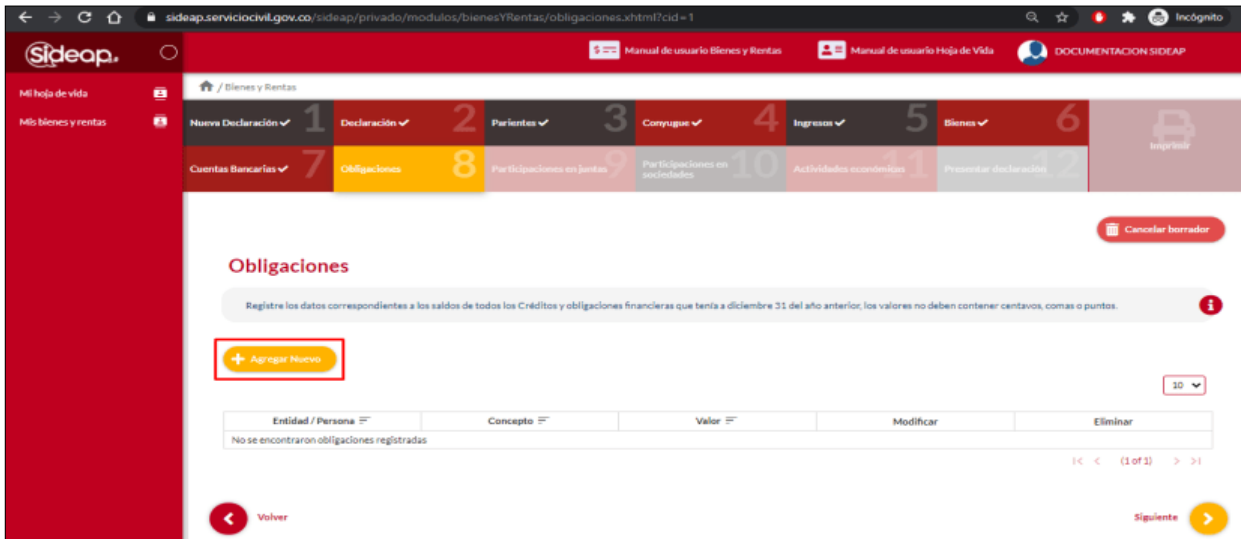 sideap.serviciocivil.gov.co/sideap/privado/modulos/bienesYRentas/obligaciones.xhtml?cid=1
Incógnito
Sideap.
Manual de usuario Bienes y Rentas
Manual de usuario Hoja de Vida
DOCUMENTACION SIDEAP
Mi hoja de vida
Mis bienes y rentas
/ Bienes y Rentas
Nueva Declaración ✔ 1
Declaración ✔ 2
Parientes ✔ 3
Conyugue ✔ 4
Ingresos ✔ 5
Bienes ✔ 6
Imprimir
Cuentas Bancarias ✔ 7
Obligaciones 8
Participaciones en juntas 9
Participaciones en sociedades 10
Actividades económicas 11
Presentar declaración 12
Cancelar borrador
Obligaciones
Registre los datos correspondientes a los saldos de todos los Créditos y obligaciones financieras que tenía a diciembre 31 del año anterior, los valores no deben contener centavos, comas o puntos.
+ Agregar Nuevo
10
Entidad / Persona Concepto Valor Modificar Eliminar
No se encontraron obligaciones registradas
|< < (1 of 1) > >|
Volver
Siguiente